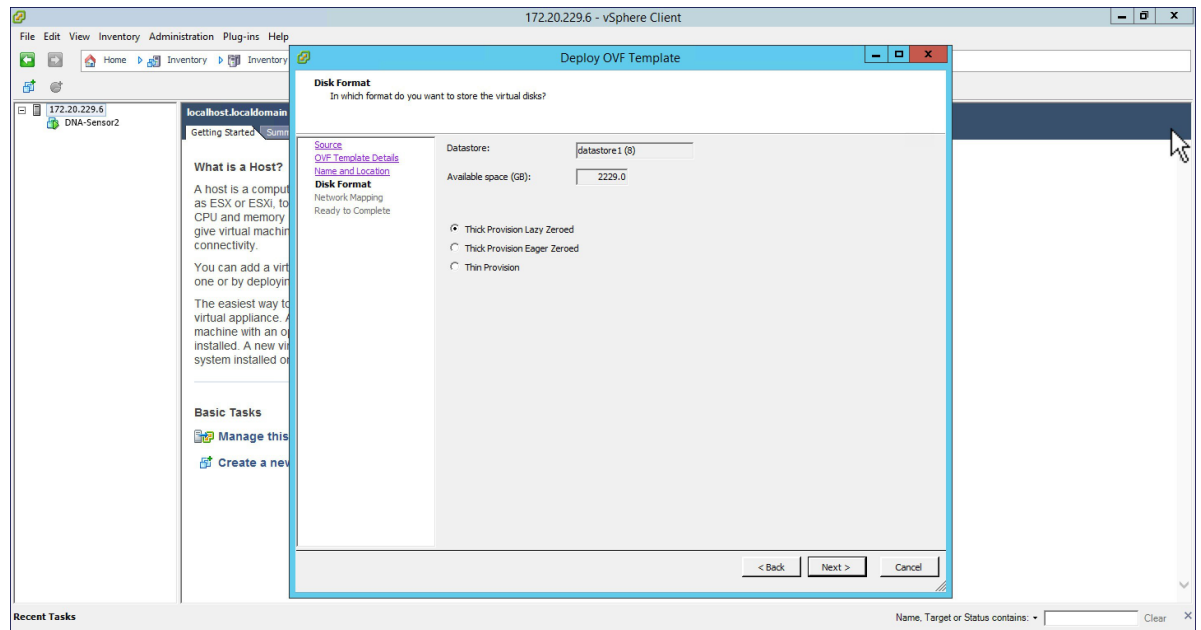 172.20.229.6 - vSphere Client
File Edit View Inventory Administration Plug-ins Help
Home Inventory Inventory
172.20.229.6
DNA-Sensor2
localhost.localdomain
Getting Started Summ
What is a Host?
A host is a comput
as ESX or ESXi, to
CPU and memory
give virtual machin
connectivity.
You can add a virt
one or by deployin
The easiest way to
virtual appliance. A
machine with an op
installed. A new vir
system installed or
Basic Tasks
Manage this
Create a new
Deploy OVF Template
Disk Format
In which format do you want to store the virtual disks?
Source
OVF Template Details
Name and Location
Disk Format
Network Mapping
Ready to Complete
Datastore: datastore1 (8)
Available space (GB): 2229.0
Thick Provision Lazy Zeroed
Thick Provision Eager Zeroed
Thin Provision
< Back Next > Cancel
Recent Tasks Name, Target or Status contains: Clear